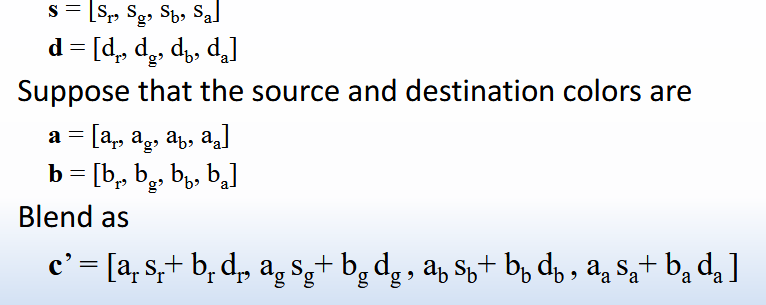 s = [sr, sg, sb, sa]
d = [dr, dg, db, da]
Suppose that the source and destination colors are
a = [ar, ag, ab, aa]
b = [br, bg, bb, ba]
Blend as
c’ = [ar sr+ br dr, ag sg+ bg dg , ab sb+ bb db , aa sa+ ba da ]